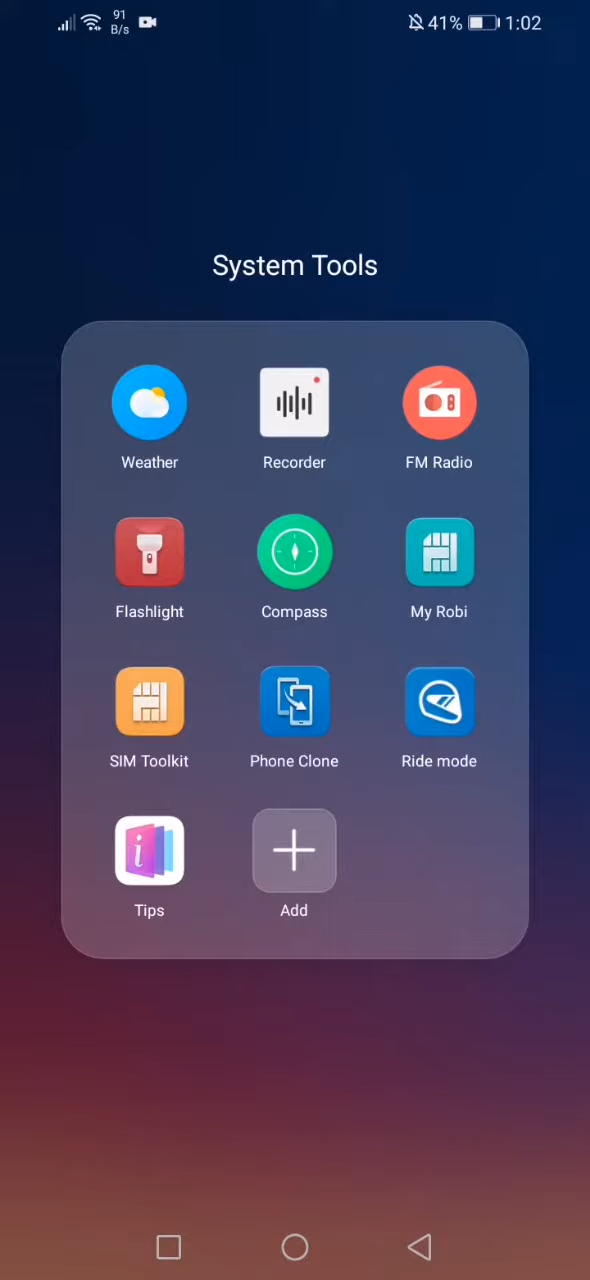 91
B/s
41% 1:02
System Tools
Weather Recorder FM Radio
Flashlight Compass My Robi
SIM Toolkit Phone Clone Ride mode
i
Tips Add